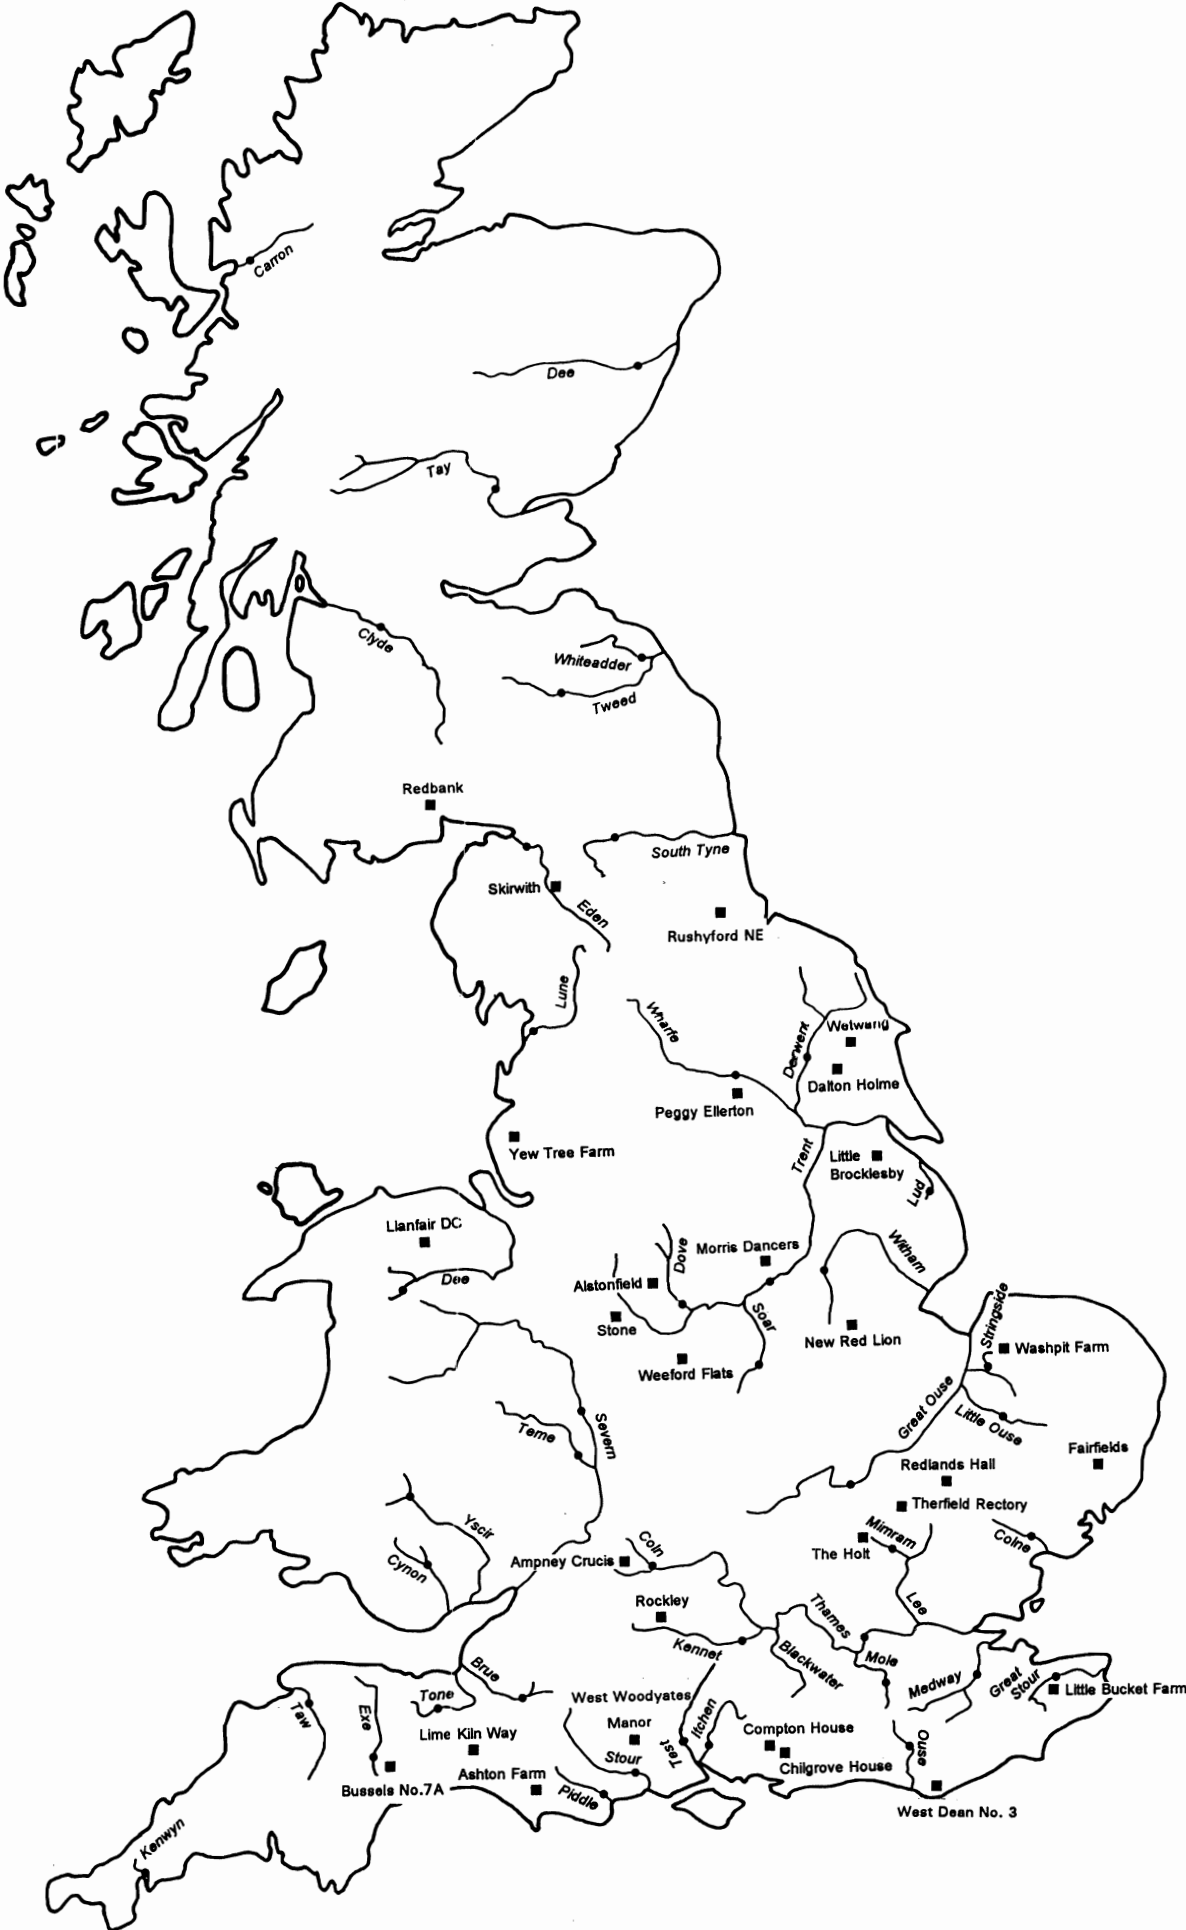 Carron
Dee
Tay
Clyde
Whiteadder
Tweed
Redbank
South Tyne
Skirwith
Eden
Rushyford NE
Lune
Wharfe
Derwent
Wetwang
Dalton Holme
Peggy Ellerton
Yew Tree Farm
Trent
Little
Brocklesby
Lud
Llanfair DC
Dee
Dove
Morris Dancers
Witham
Alstonfield
Stone
Soar
New Red Lion
Stringside
Washpit Farm
Weeford Flats
Great Ouse
Little Ouse
Severn
Teme
Fairfields
Redlands Hall
Therfield Rectory
Yscir
Cynon
Coln
Ampney Crucis
Mimram
The Holt
Colne
Lee
Rockley
Thames
Kennet
Blackwater
Mole
Medway
Great
Stour
Little Bucket Farm
Brue
Tone
Taw
Exe
Lime Kiln Way
West Woodyates
Manor
Itchen
Test
Compton House
Chilgrove House
Ouse
Stour
Ashton Farm
Bussels No.7A
Piddle
West Dean No. 3
Kenwyn